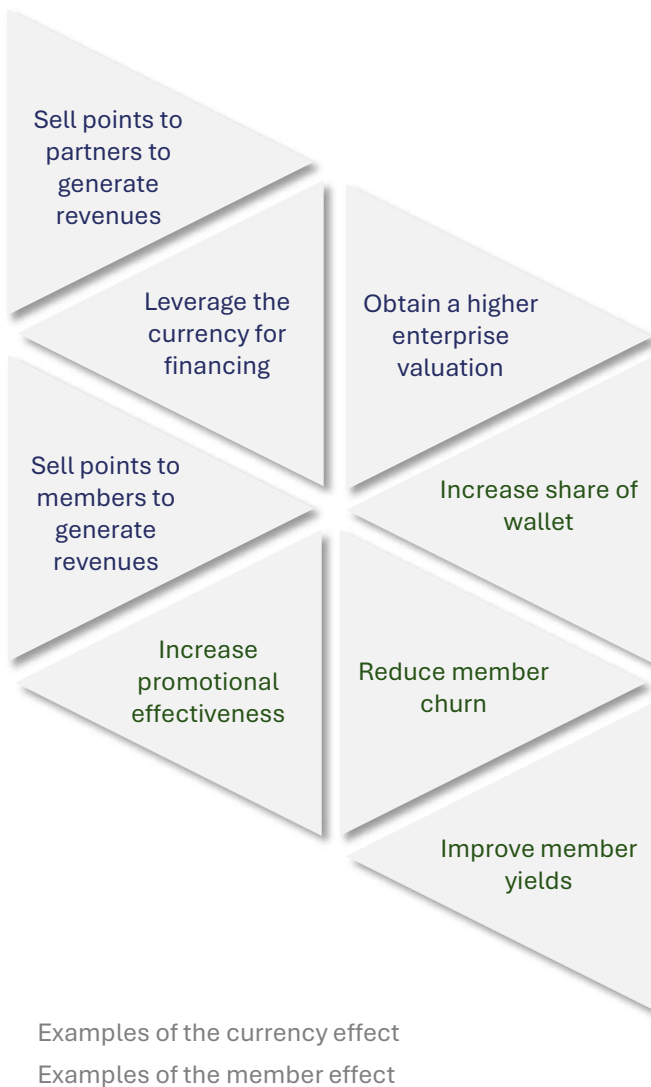 Sell points to
partners to
generate
revenues
Leverage the
currency for
financing
Obtain a higher
enterprise
valuation
Sell points to
members to
generate
revenues
Increase share of
wallet
Increase
promotional
effectiveness
Reduce member
churn
Improve member
yields
Examples of the currency effect
Examples of the member effect